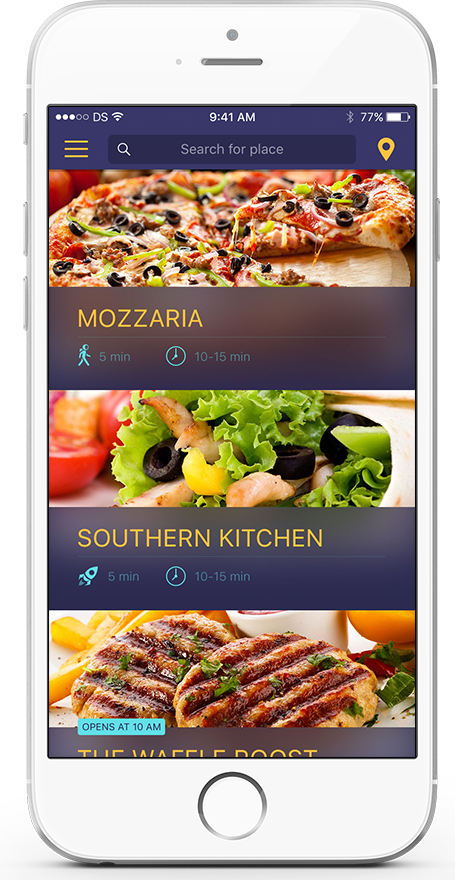 DS 9:41 AM 77%
Search for place
MOZZARIA
5 min 10-15 min
SOUTHERN KITCHEN
5 min 10-15 min
OPENS AT 10 AM
THE WAFFLE ROOST